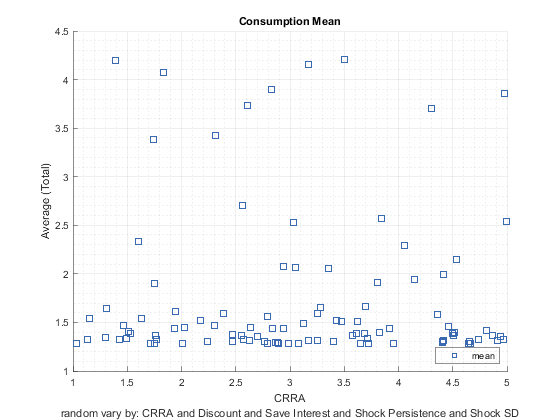 Consumption Mean
4.5
4
3.5
3
2.5
2
1.5
1
Average (Total)
1 1.5 2 2.5 3 3.5 4 4.5 5
CRRA
mean
random vary by: CRRA and Discount and Save Interest and Shock Persistence and Shock SD